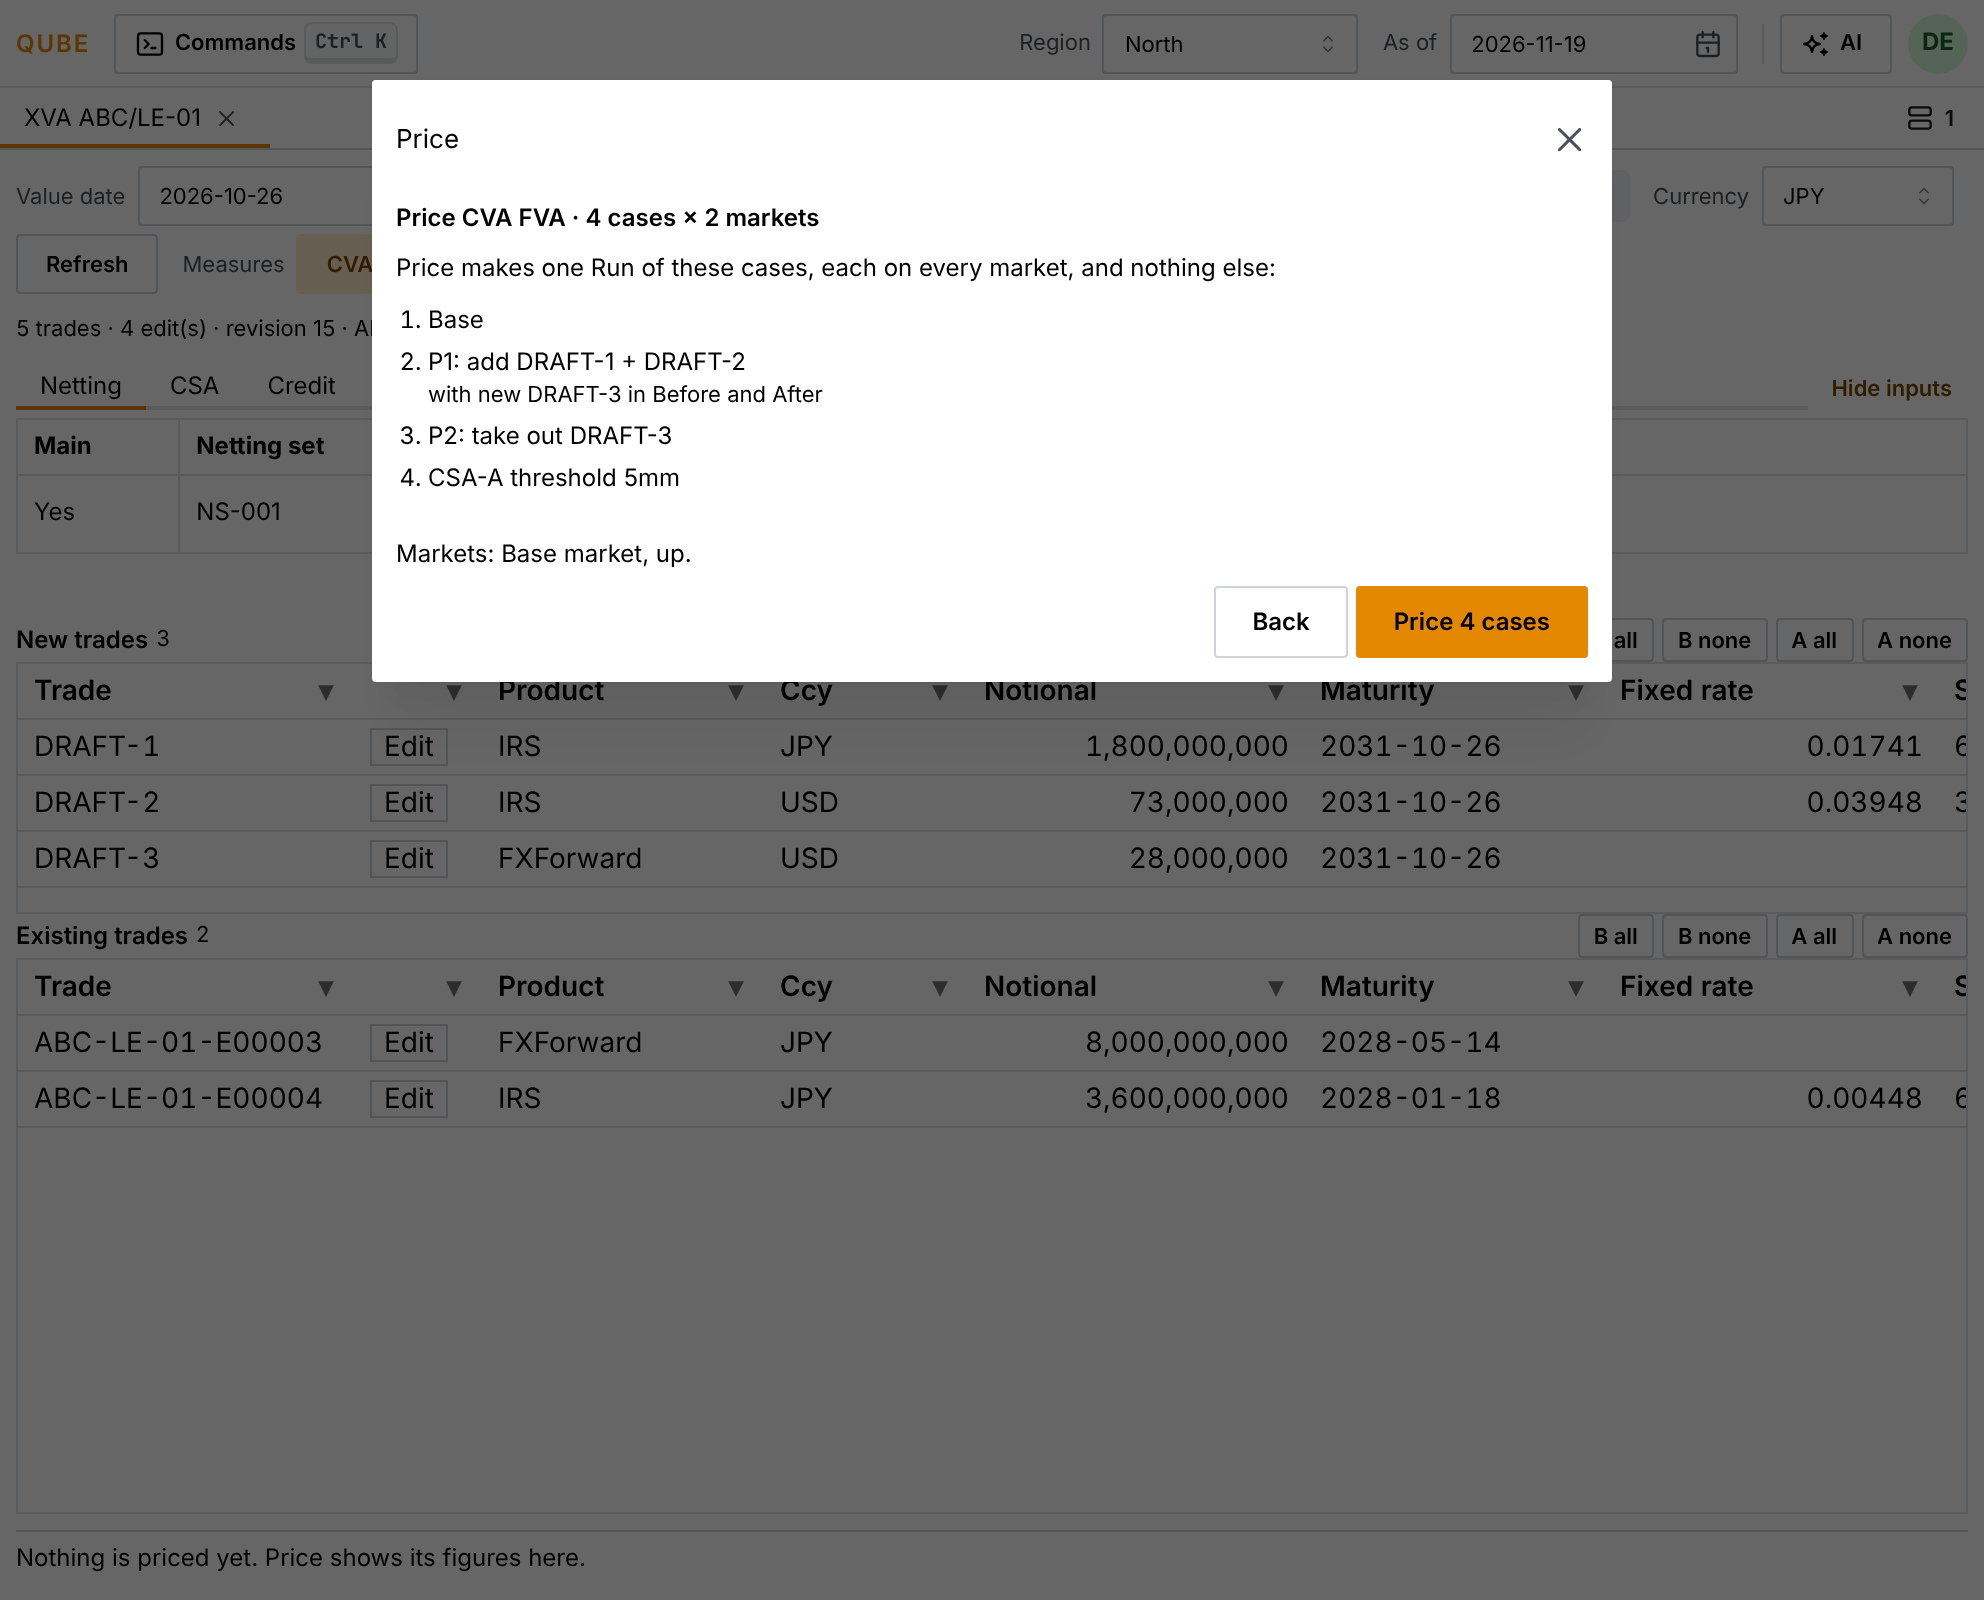 QUBE
Commands Ctrl K
Region North As of 2026-11-19 AI DE
XVA ABC/LE-01
1
Price
Value date 2026-10-26
Currency JPY
Price CVA FVA · 4 cases × 2 markets
Refresh Measures CVA
Price makes one Run of these cases, each on every market, and nothing else:
5 trades · 4 edit(s) · revision 15 ·
1. Base
2. P1: add DRAFT-1 + DRAFT-2
with new DRAFT-3 in Before and After
Netting CSA Credit
Hide inputs
3. P2: take out DRAFT-3
Main Netting set
4. CSA-A threshold 5mm
Yes NS-001
Markets: Base market, up.
Back Price 4 cases
New trades 3
all B none A all A none
Trade Product Ccy Notional Maturity Fixed rate
DRAFT-1 Edit IRS JPY 1,800,000,000 2031-10-26 0.01741
DRAFT-2 Edit IRS USD 73,000,000 2031-10-26 0.03948
DRAFT-3 Edit FXForward USD 28,000,000 2031-10-26
Existing trades 2
B all B none A all A none
Trade Product Ccy Notional Maturity Fixed rate
ABC-LE-01-E00003 Edit FXForward JPY 8,000,000,000 2028-05-14
ABC-LE-01-E00004 Edit IRS JPY 3,600,000,000 2028-01-18 0.00448
Nothing is priced yet. Price shows its figures here.